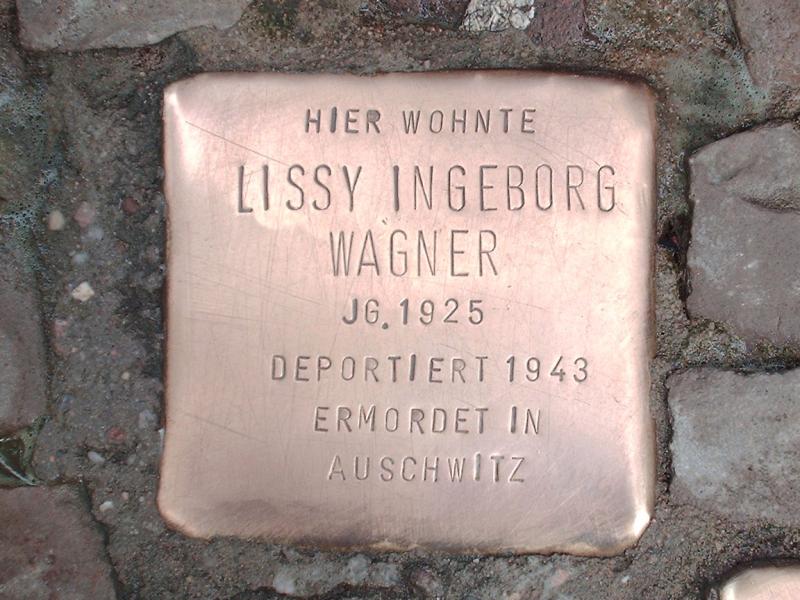 HIER WOHNTE
LISSY INGEBORG
WAGNER
JG. 1925
DEPORTIERT 1943
ERMORDET IN
AUSCHWITZ